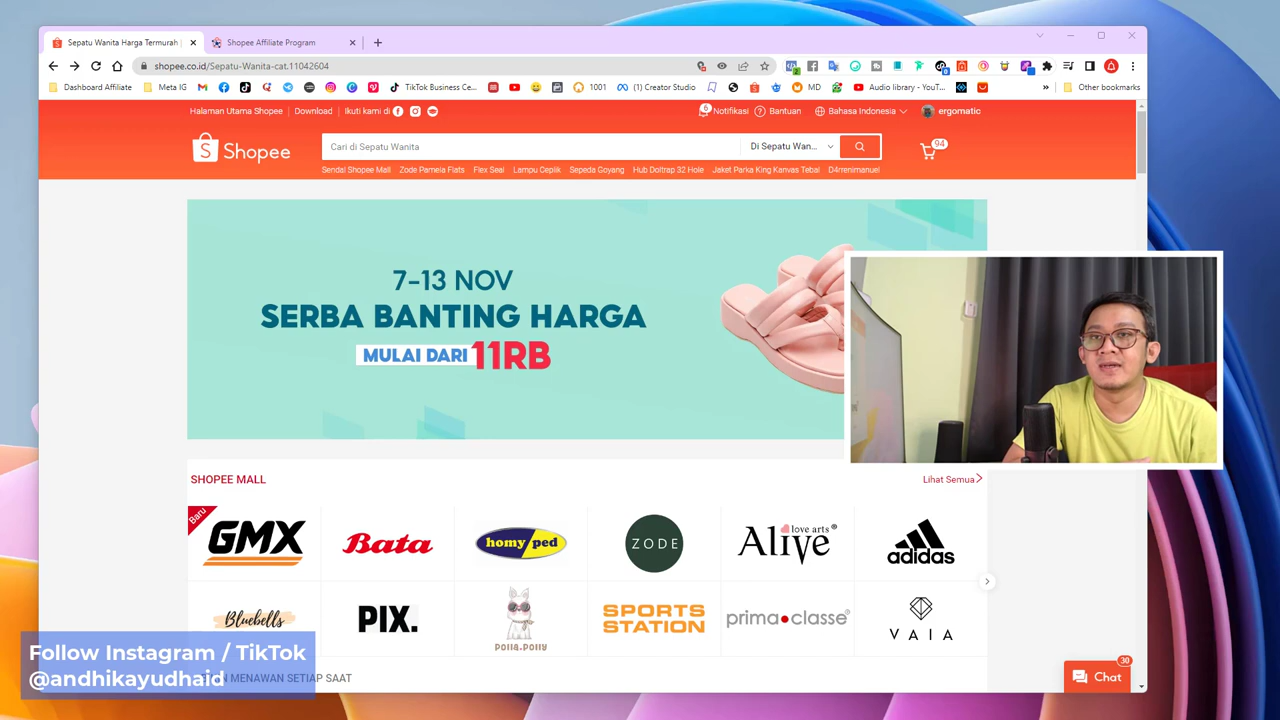 Sepatu Wanita Harga Termurah
Shopee Affiliate Program
shopee.co.id/Sepatu-Wanita-cat.11042604
Dashboard Affiliate
Meta IG
TikTok Business Ce...
1001
(1) Creator Studio
MD
Audio library - YouT...
Other bookmarks
Halaman Utama Shopee
Download
Ikuti kami di
6
Notifikasi
Bantuan
Bahasa Indonesia
ergomatic
Shopee
Cari di Sepatu Wanita
Di Sepatu Wan...
94
Sendal Shopee Mall
Zode Pamela Flats
Flex Seal
Lampu Ceplik
Sepeda Goyang
Hub Doltrap 32 Hole
Jaket Parka King Kanvas Tebal
D4rrenimanuel
7-13 NOV
SERBA BANTING HARGA
MULAI DARI 11RB
SHOPEE MALL
Lihat Semua
Baru
GMX
Bata
homy ped
ZODE
Alive love arts®
adidas
Bluebells
PIX.
POLLA.POLLY
SPORTS STATION
prima classe®
VAIA
Follow Instagram / TikTok
@andhikayudhaid
N MENAWAN SETIAP SAAT
Chat
30